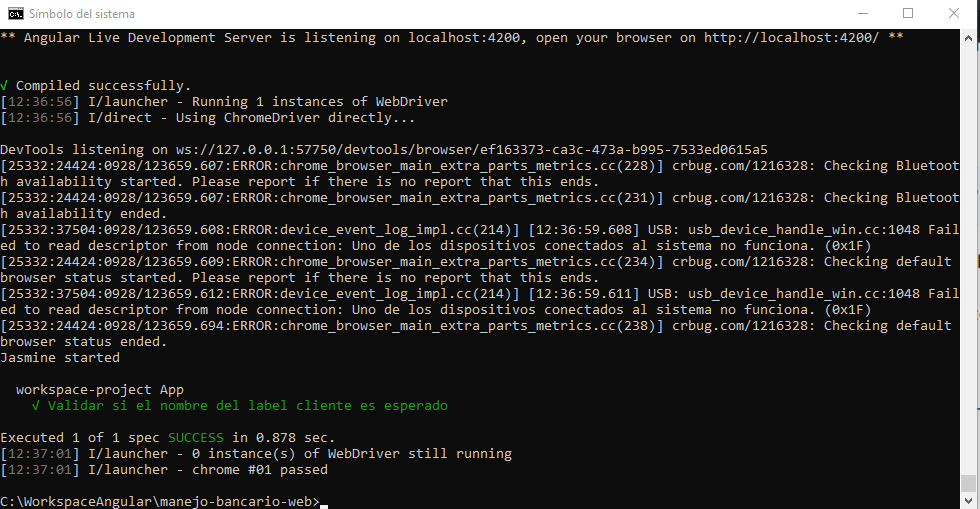 Símbolo del sistema
** Angular Live Development Server is listening on localhost:4200, open your browser on http://localhost:4200/ **
√ Compiled successfully.
[12:36:56] I/launcher - Running 1 instances of WebDriver
[12:36:56] I/direct - Using ChromeDriver directly...
DevTools listening on ws://127.0.0.1:57750/devtools/browser/ef163373-ca3c-473a-b995-7533ed0615a5
[25332:24424:0928/123659.607:ERROR:chrome_browser_main_extra_parts_metrics.cc(228)] crbug.com/1216328: Checking Bluetoot
h availability started. Please report if there is no report that this ends.
[25332:24424:0928/123659.607:ERROR:chrome_browser_main_extra_parts_metrics.cc(231)] crbug.com/1216328: Checking Bluetoot
h availability ended.
[25332:37504:0928/123659.608:ERROR:device_event_log_impl.cc(214)] [12:36:59.608] USB: usb_device_handle_win.cc:1048 Fail
ed to read descriptor from node connection: Uno de los dispositivos conectados al sistema no funciona. (0x1F)
[25332:24424:0928/123659.609:ERROR:chrome_browser_main_extra_parts_metrics.cc(234)] crbug.com/1216328: Checking default
browser status started. Please report if there is no report that this ends.
[25332:37504:0928/123659.612:ERROR:device_event_log_impl.cc(214)] [12:36:59.611] USB: usb_device_handle_win.cc:1048 Fail
ed to read descriptor from node connection: Uno de los dispositivos conectados al sistema no funciona. (0x1F)
[25332:24424:0928/123659.694:ERROR:chrome_browser_main_extra_parts_metrics.cc(238)] crbug.com/1216328: Checking default
browser status ended.
Jasmine started
workspace-project App
√ Validar si el nombre del label cliente es esperado
Executed 1 of 1 spec SUCCESS in 0.878 sec.
[12:37:01] I/launcher - 0 instance(s) of WebDriver still running
[12:37:01] I/launcher - chrome #01 passed
C:\WorkspaceAngular\manejo-bancario-web>